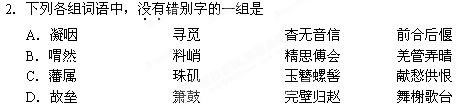 2. 下列各组词语中，没有错别字的一组是
A．凝咽 寻觅 杳无音信 前合后偃
B．喟然 料峭 精思傅会 羌管弄晴
C．藩属 珠玑 玉簪螺髻 献愁供恨
D．故垒 箫鼓 完壁归赵 舞榭歌台